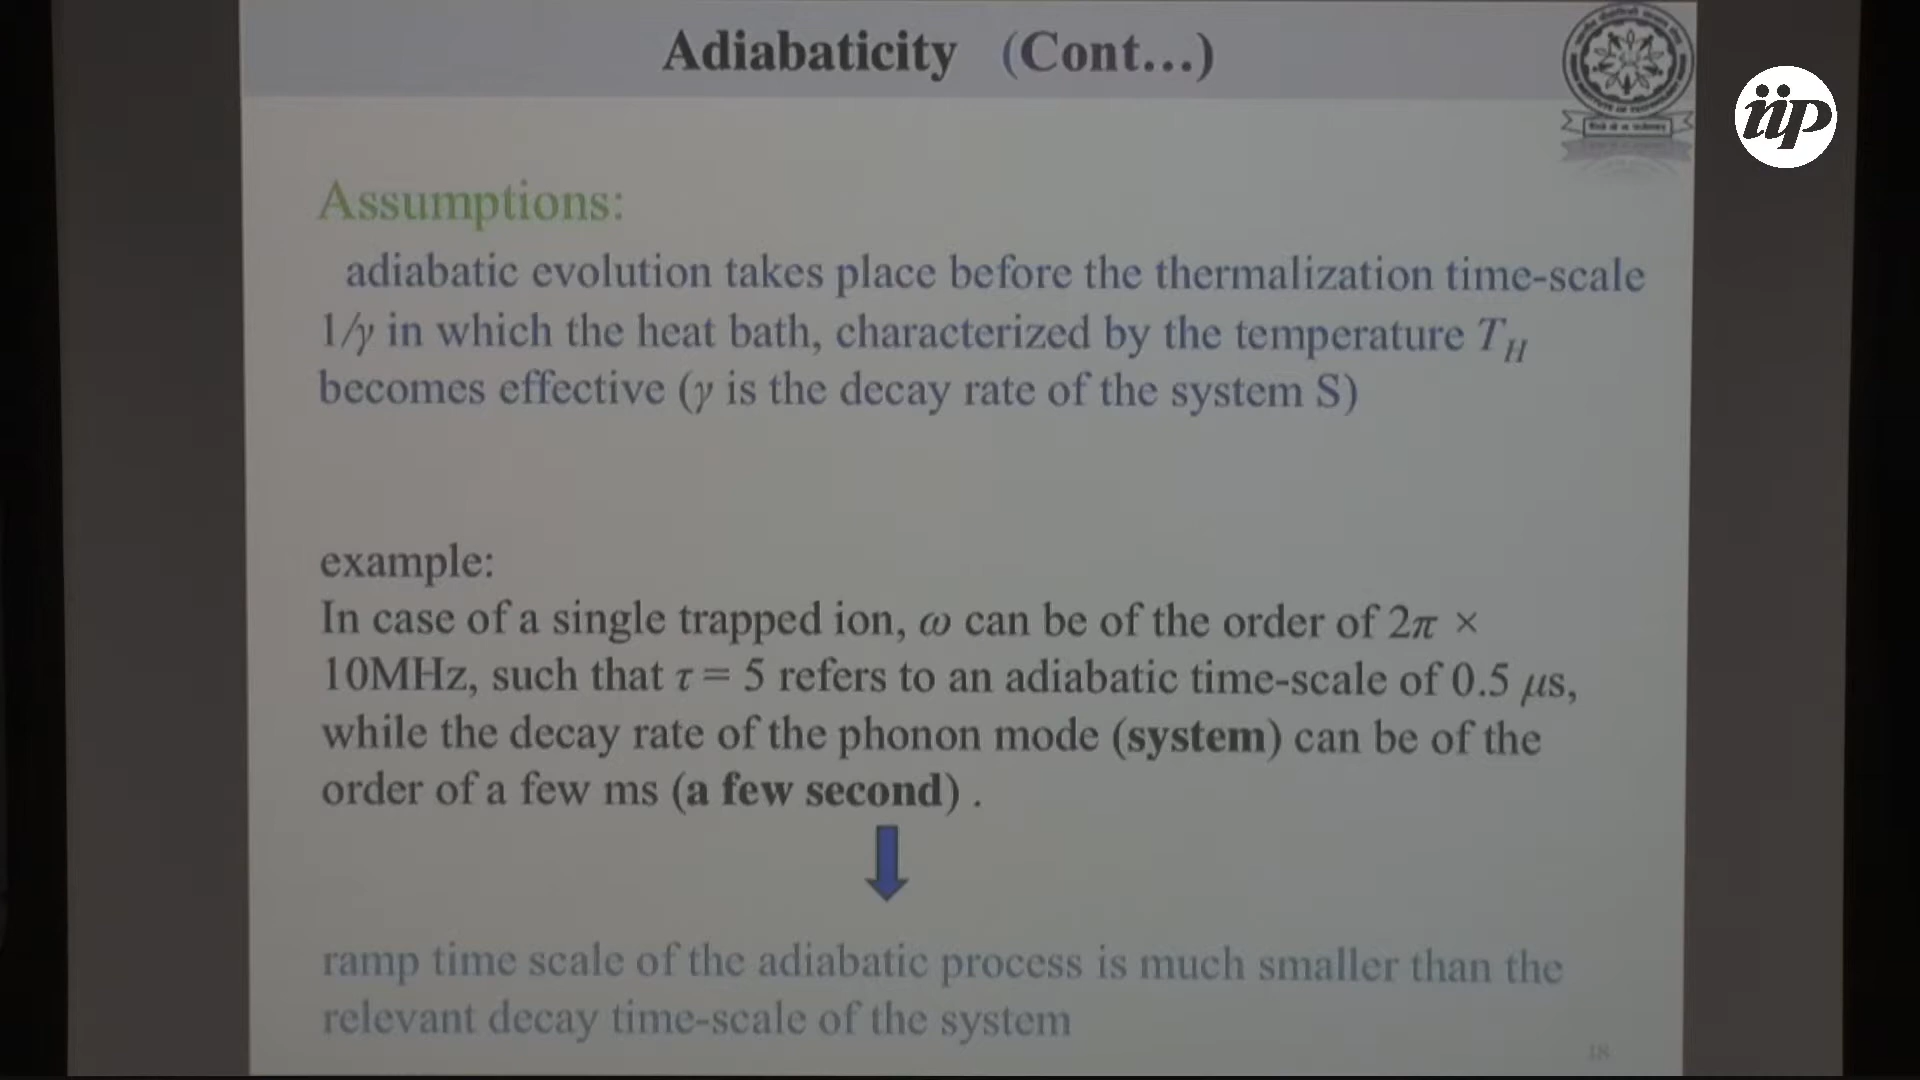 Adiabaticity (Cont...)
iip
Assumptions:
adiabatic evolution takes place before the thermalization time-scale
1/γ in which the heat bath, characterized by the temperature T_H
becomes effective (γ is the decay rate of the system S)
example:
In case of a single trapped ion, ω can be of the order of 2π ×
10MHz, such that τ = 5 refers to an adiabatic time-scale of 0.5 μs,
while the decay rate of the phonon mode (system) can be of the
order of a few ms (a few second) .
ramp time scale of the adiabatic process is much smaller than the
relevant decay time-scale of the system
18